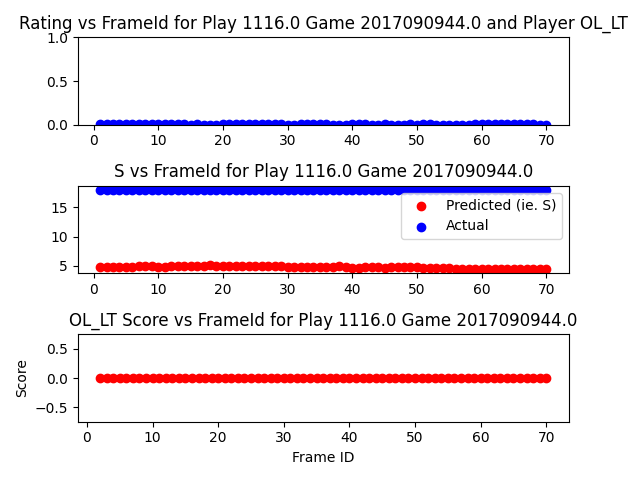 Rating vs FrameId for Play 1116.0 Game 2017090944.0 and Player OL_LT
1.0
0.5
0.0
0 10 20 30 40 50 60 70
S vs FrameId for Play 1116.0 Game 2017090944.0
15
10
5
Predicted (ie. S)
Actual
0 10 20 30 40 50 60 70
OL_LT Score vs FrameId for Play 1116.0 Game 2017090944.0
Score
0.5
0.0
−0.5
0 10 20 30 40 50 60 70
Frame ID